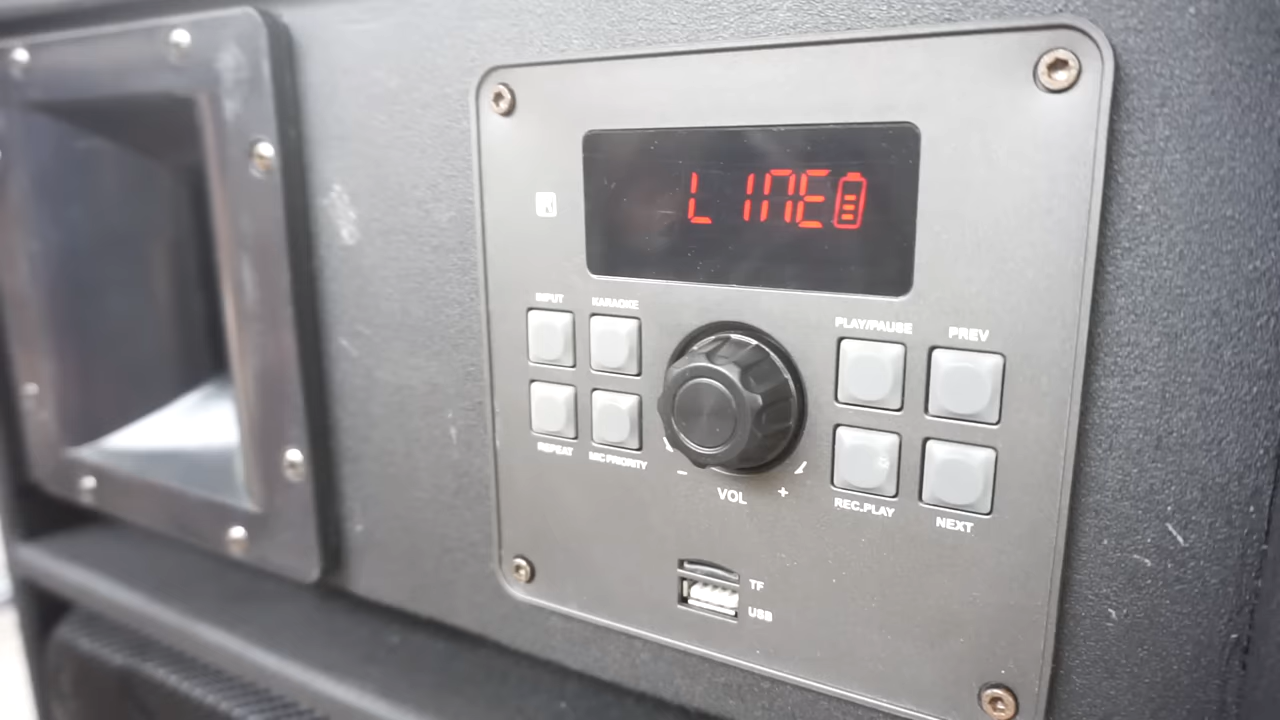 LINE
INPUT KARAOKE
PLAY/PAUSE PREV
REPEAT MIC PRIORITY
VOL
- +
REC.PLAY NEXT
TF
USB